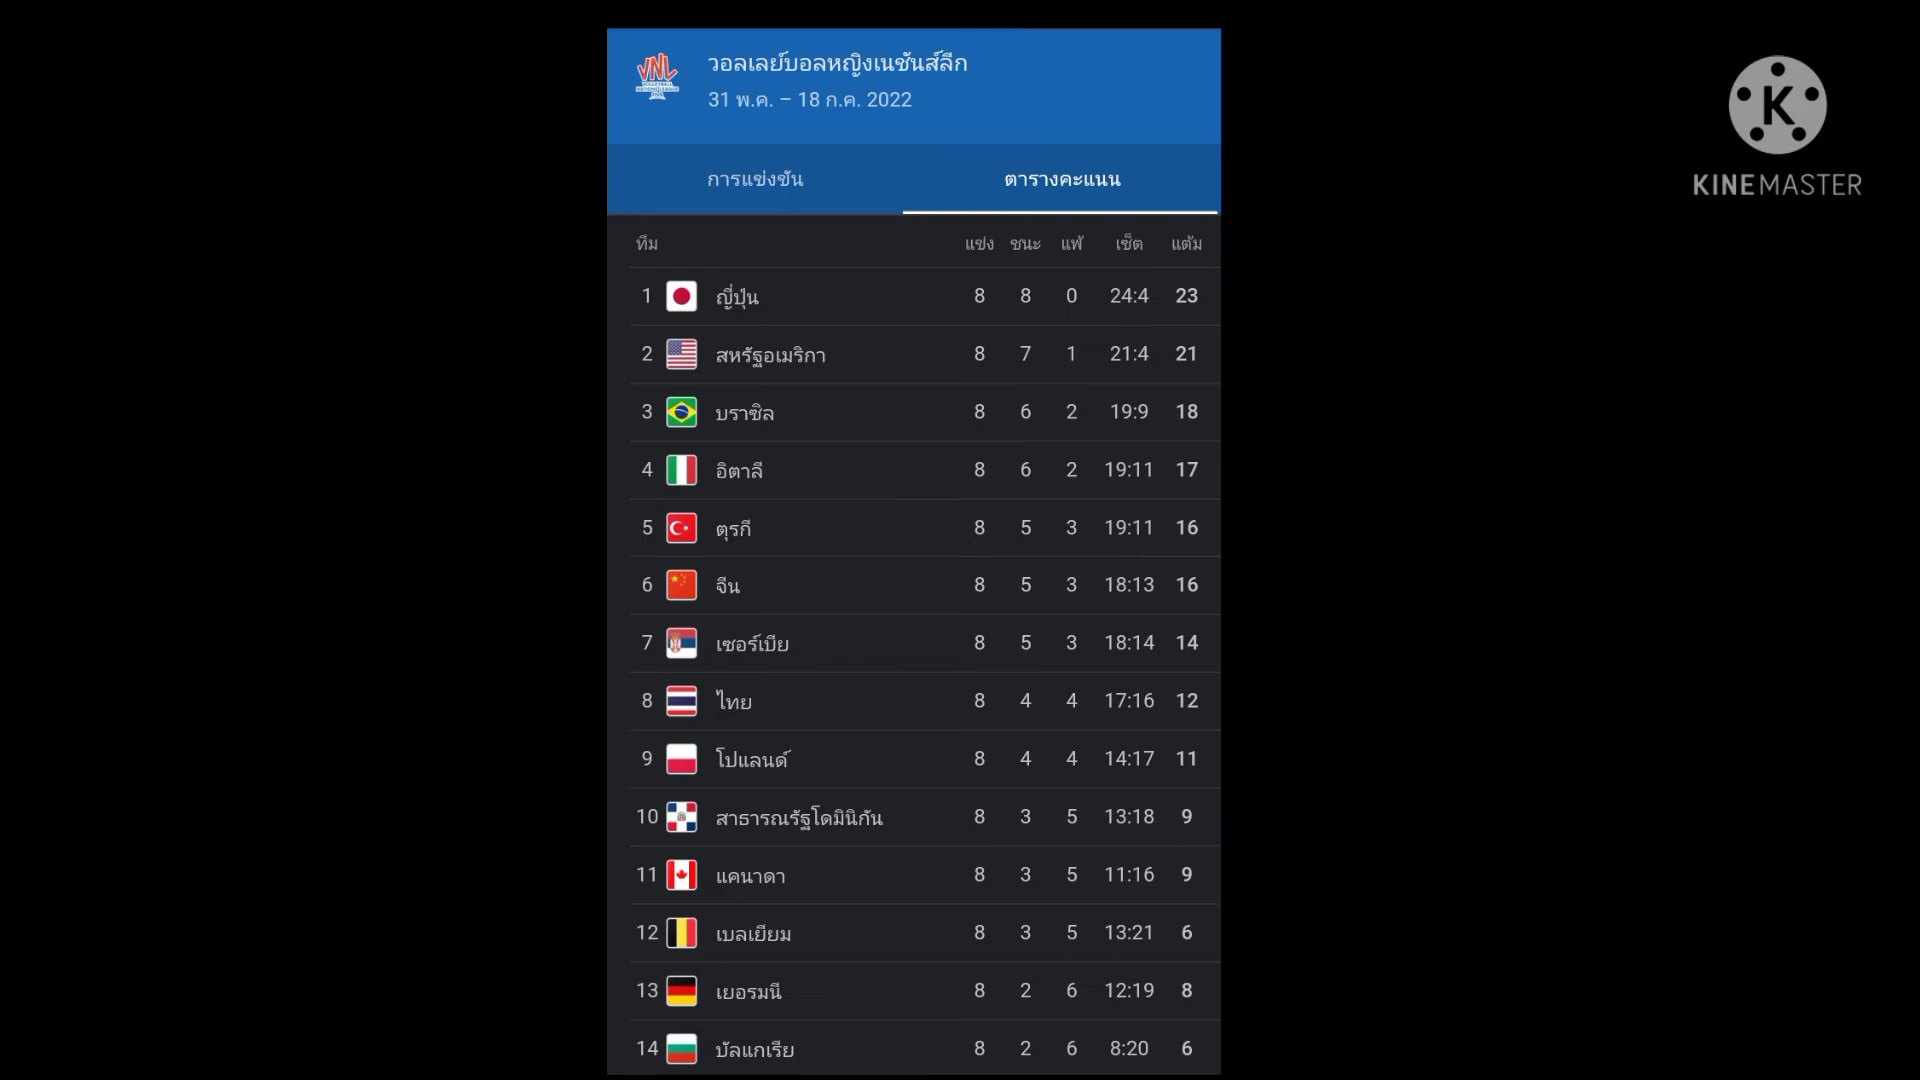 VNL
วอลเลย์บอลหญิงเนชันส์ลีก
31 พ.ค. – 18 ก.ค. 2022
K
KINEMASTER
การแข่งขัน ตารางคะแนน
ทีม แข่ง ชนะ แพ้ เซ็ต แต้ม
1 ญี่ปุ่น 8 8 0 24:4 23
2 สหรัฐอเมริกา 8 7 1 21:4 21
3 บราซิล 8 6 2 19:9 18
4 อิตาลี 8 6 2 19:11 17
5 ตุรกี 8 5 3 19:11 16
6 จีน 8 5 3 18:13 16
7 เซอร์เบีย 8 5 3 18:14 14
8 ไทย 8 4 4 17:16 12
9 โปแลนด์ 8 4 4 14:17 11
10 สาธารณรัฐโดมินิกัน 8 3 5 13:18 9
11 แคนาดา 8 3 5 11:16 9
12 เบลเยียม 8 3 5 13:21 6
13 เยอรมนี 8 2 6 12:19 8
14 บัลแกเรีย 8 2 6 8:20 6